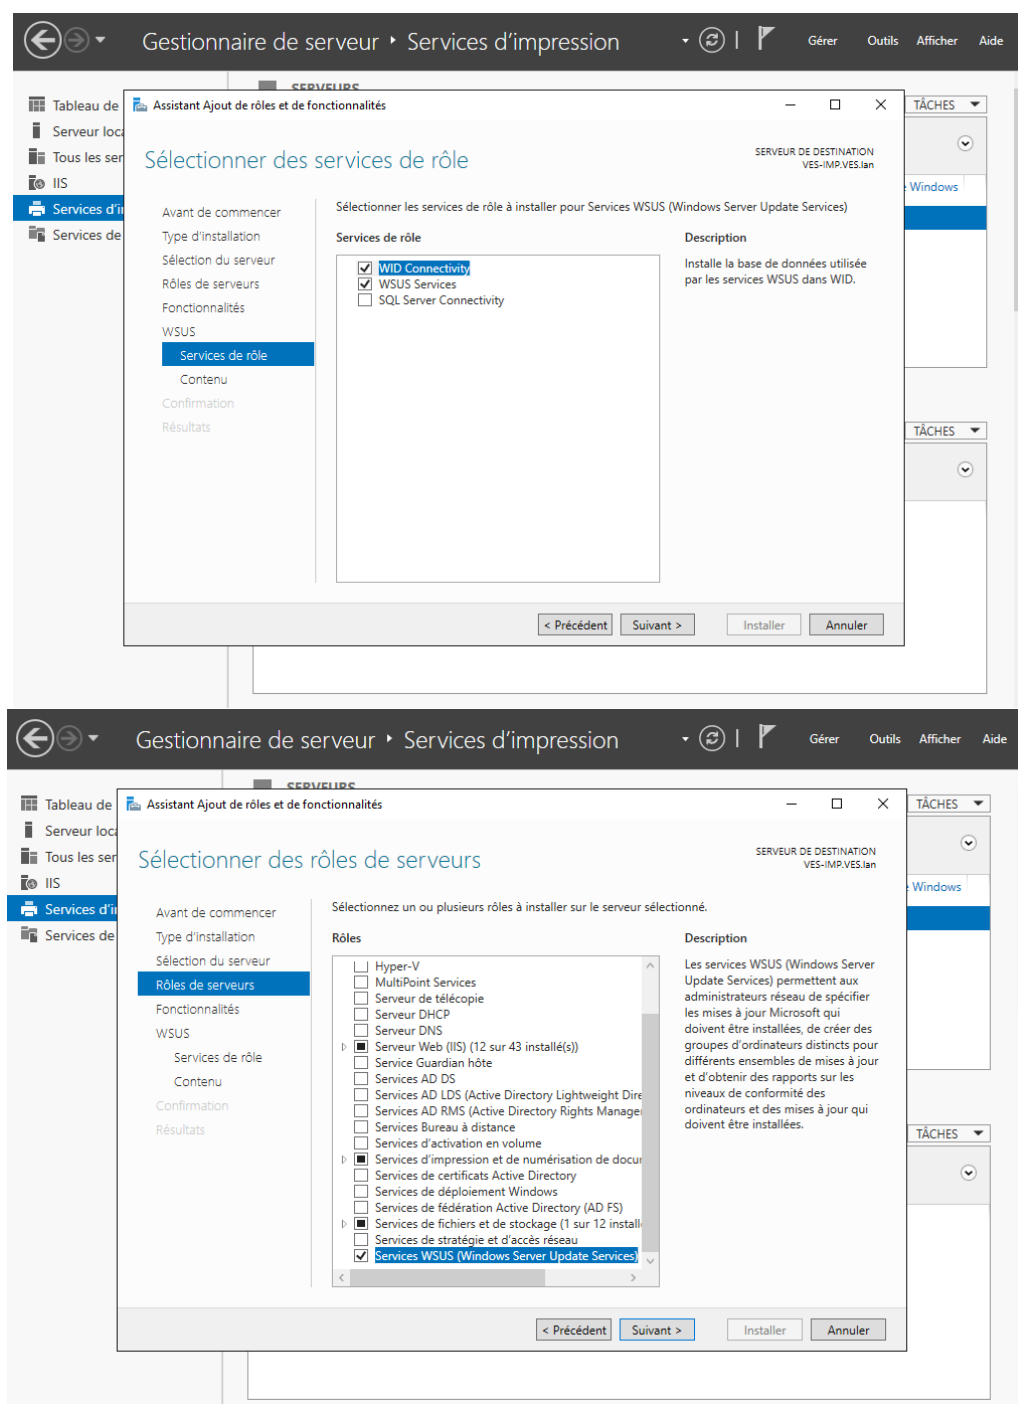 Gestionnaire de serveur ‣ Services d'impression
Gérer Outils Afficher Aide
SERVEURS
Tableau de
Serveur loca
Tous les ser
IIS
Services d'i
Services de
TÂCHES
Windows
TÂCHES
Assistant Ajout de rôles et de fonctionnalités
Sélectionner des services de rôle
SERVEUR DE DESTINATION
VES-IMP.VES.lan
Avant de commencer
Type d'installation
Sélection du serveur
Rôles de serveurs
Fonctionnalités
WSUS
Services de rôle
Contenu
Confirmation
Résultats
Sélectionner les services de rôle à installer pour Services WSUS (Windows Server Update Services)
Services de rôle
WID Connectivity
WSUS Services
SQL Server Connectivity
Description
Installe la base de données utilisée
par les services WSUS dans WID.
< Précédent Suivant > Installer Annuler
Gestionnaire de serveur ‣ Services d'impression
Gérer Outils Afficher Aide
SERVEURS
Tableau de
Serveur loca
Tous les ser
IIS
Services d'i
Services de
TÂCHES
Windows
TÂCHES
Assistant Ajout de rôles et de fonctionnalités
Sélectionner des rôles de serveurs
SERVEUR DE DESTINATION
VES-IMP.VES.lan
Avant de commencer
Type d'installation
Sélection du serveur
Rôles de serveurs
Fonctionnalités
WSUS
Services de rôle
Contenu
Confirmation
Résultats
Sélectionnez un ou plusieurs rôles à installer sur le serveur sélectionné.
Rôles
Hyper-V
MultiPoint Services
Serveur de télécopie
Serveur DHCP
Serveur DNS
Serveur Web (IIS) (12 sur 43 installé(s))
Service Guardian hôte
Services AD DS
Services AD LDS (Active Directory Lightweight Dire
Services AD RMS (Active Directory Rights Manage
Services Bureau à distance
Services d'activation en volume
Services d'impression et de numérisation de docu
Services de certificats Active Directory
Services de déploiement Windows
Services de fédération Active Directory (AD FS)
Services de fichiers et de stockage (1 sur 12 install
Services de stratégie et d'accès réseau
Services WSUS (Windows Server Update Services)
Description
Les services WSUS (Windows Server
Update Services) permettent aux
administrateurs réseau de spécifier
les mises à jour Microsoft qui
doivent être installées, de créer des
groupes d'ordinateurs distincts pour
différents ensembles de mises à jour
et d'obtenir des rapports sur les
niveaux de conformité des
ordinateurs et des mises à jour qui
doivent être installées.
< Précédent Suivant > Installer Annuler